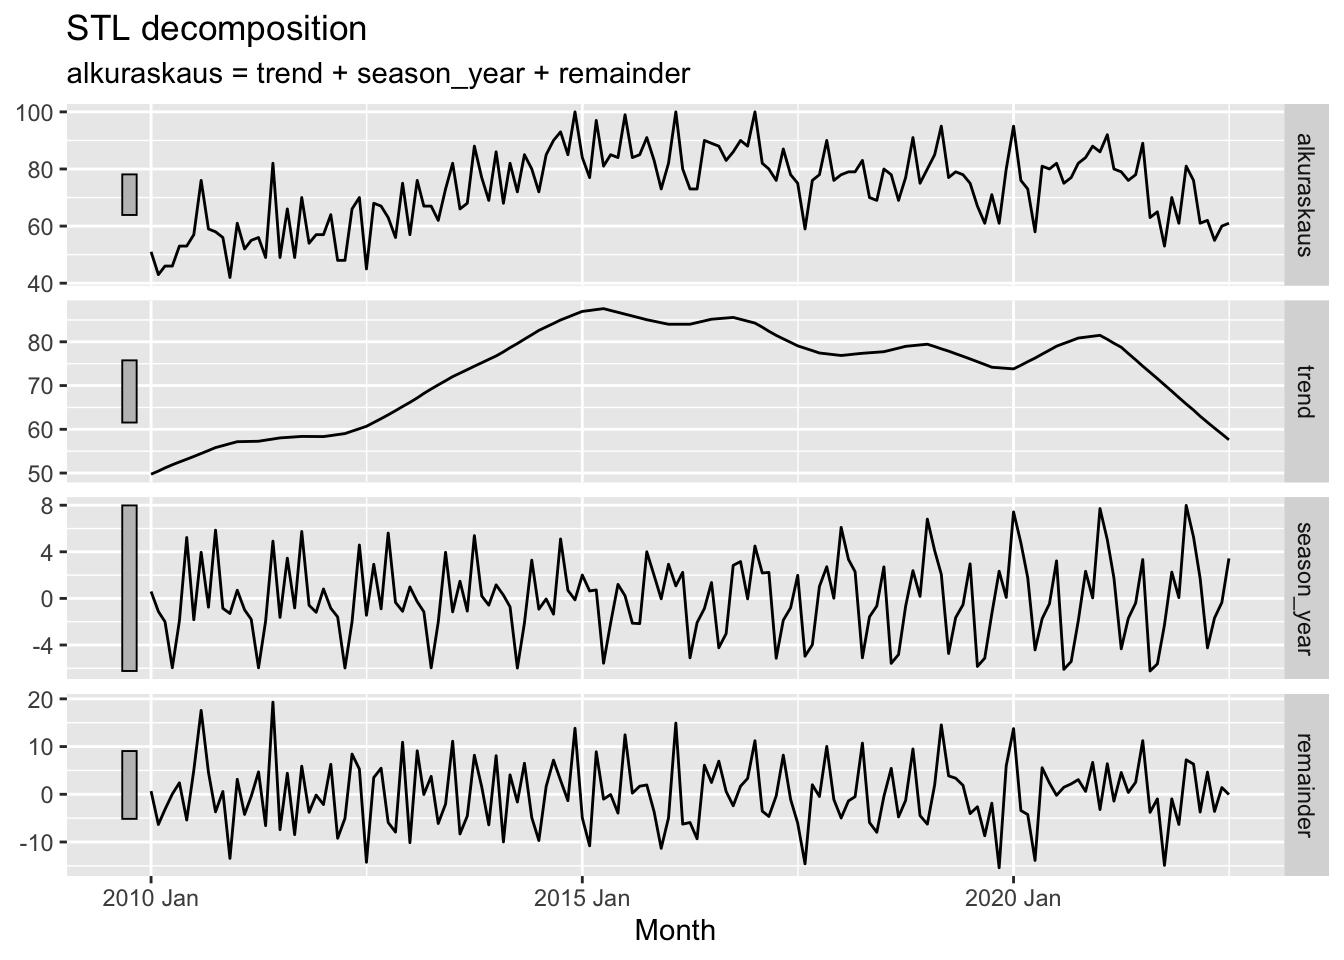 STL decomposition
alkuraskaus = trend + season_year + remainder
100
80
60
40
alkuraskaus
80
70
60
50
trend
8
4
0
-4
season_year
20
10
0
-10
remainder
2010 Jan
2015 Jan
2020 Jan
Month